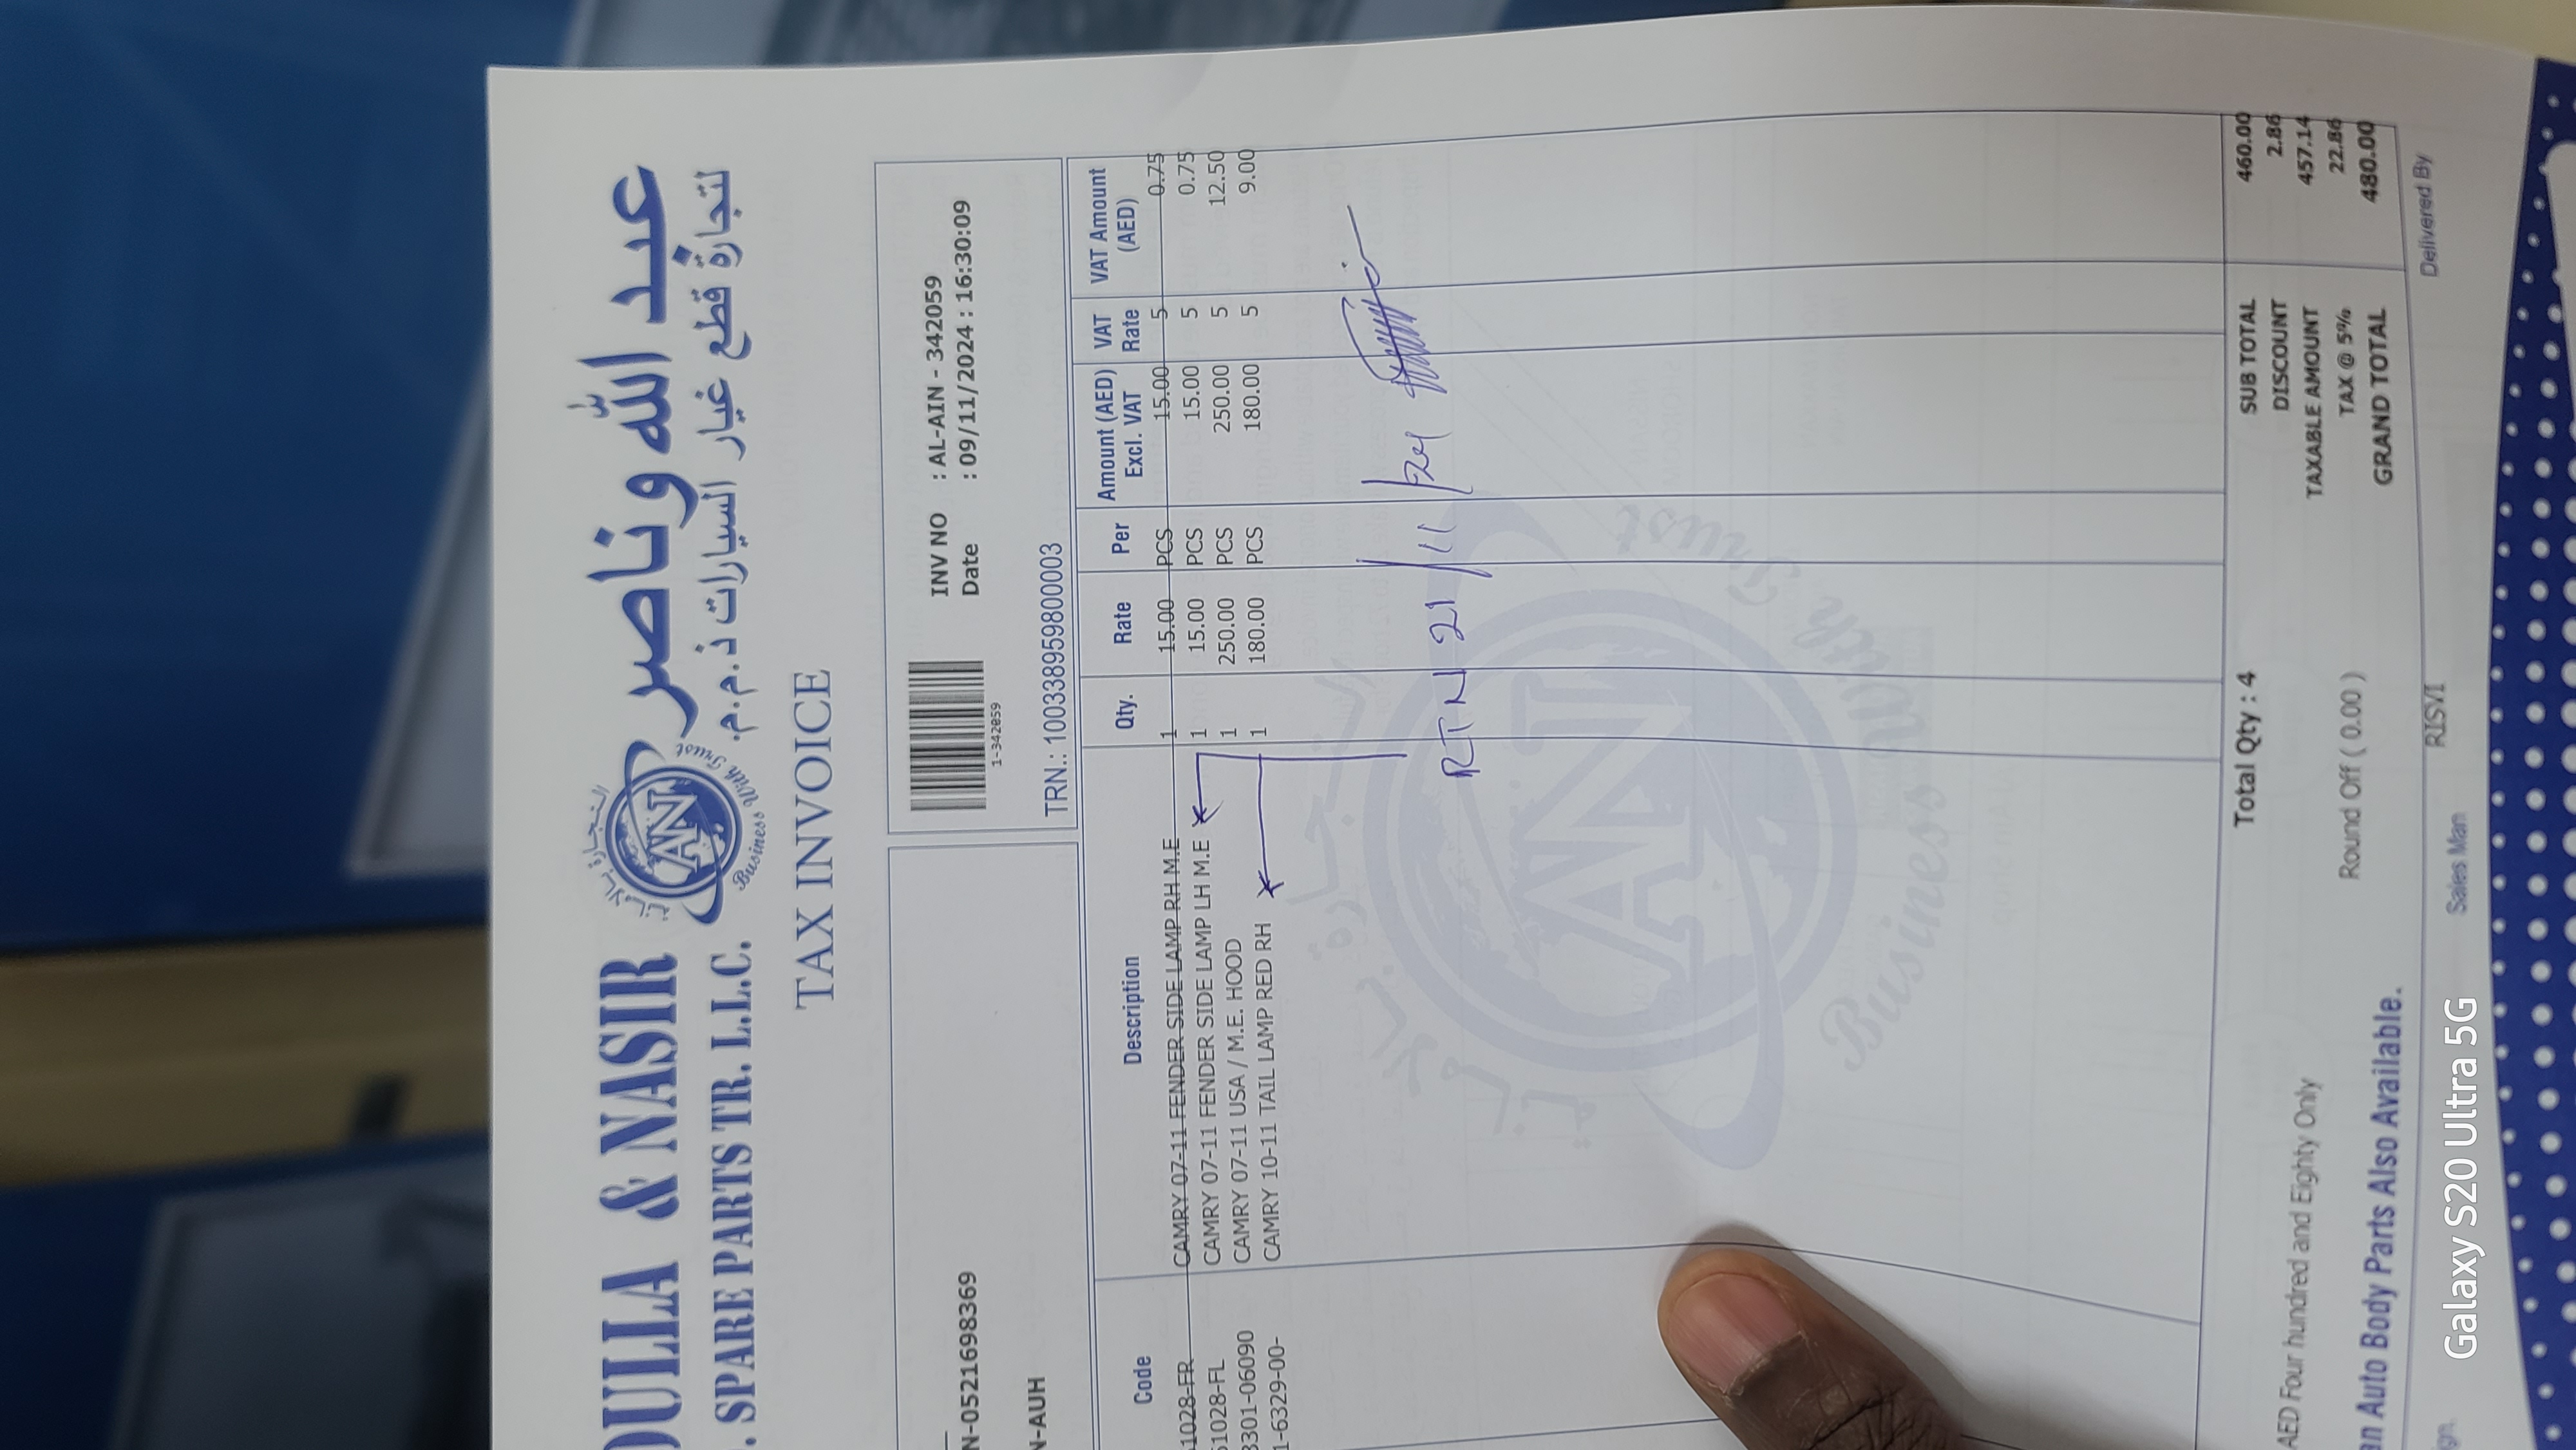 DULLA & NASIR عبد الله وناصر
. SPARE PARTS TR. L.L.C. لتجارة قطع غيار السيارات ذ.م.م.
AN
Business With Trust
TAX INVOICE
N-0521698369
N-AUH
1-342059
INV NO : AL-AIN - 342059
Date : 09/11/2024 : 16:30:09
TRN.: 100338959800003
Code Description Qty. Rate Per Amount (AED) Excl. VAT VAT Rate VAT Amount (AED)
1028-FR CAMRY 07-11 FENDER SIDE LAMP RH M.E 1 15.00 PCS 15.00 5 0.75
51028-FL CAMRY 07-11 FENDER SIDE LAMP LH M.E 1 15.00 PCS 15.00 5 0.75
3301-06090 CAMRY 07-11 USA / M.E. HOOD 1 250.00 PCS 250.00 5 12.50
1-6329-00- CAMRY 10-11 TAIL LAMP RED RH 1 180.00 PCS 180.00 5 9.00
RTN 21/11/
AN
Business With Trust
Total Qty : 4 SUB TOTAL 460.00
DISCOUNT 2.86
AED Four hundred and Eighty Only TAXABLE AMOUNT 457.14
TAX @ 5% 22.86
Round Off ( 0.00 ) GRAND TOTAL 480.00
an Auto Body Parts Also Available.
RISVI
Sales Man Delivered By
Galaxy S20 Ultra 5G